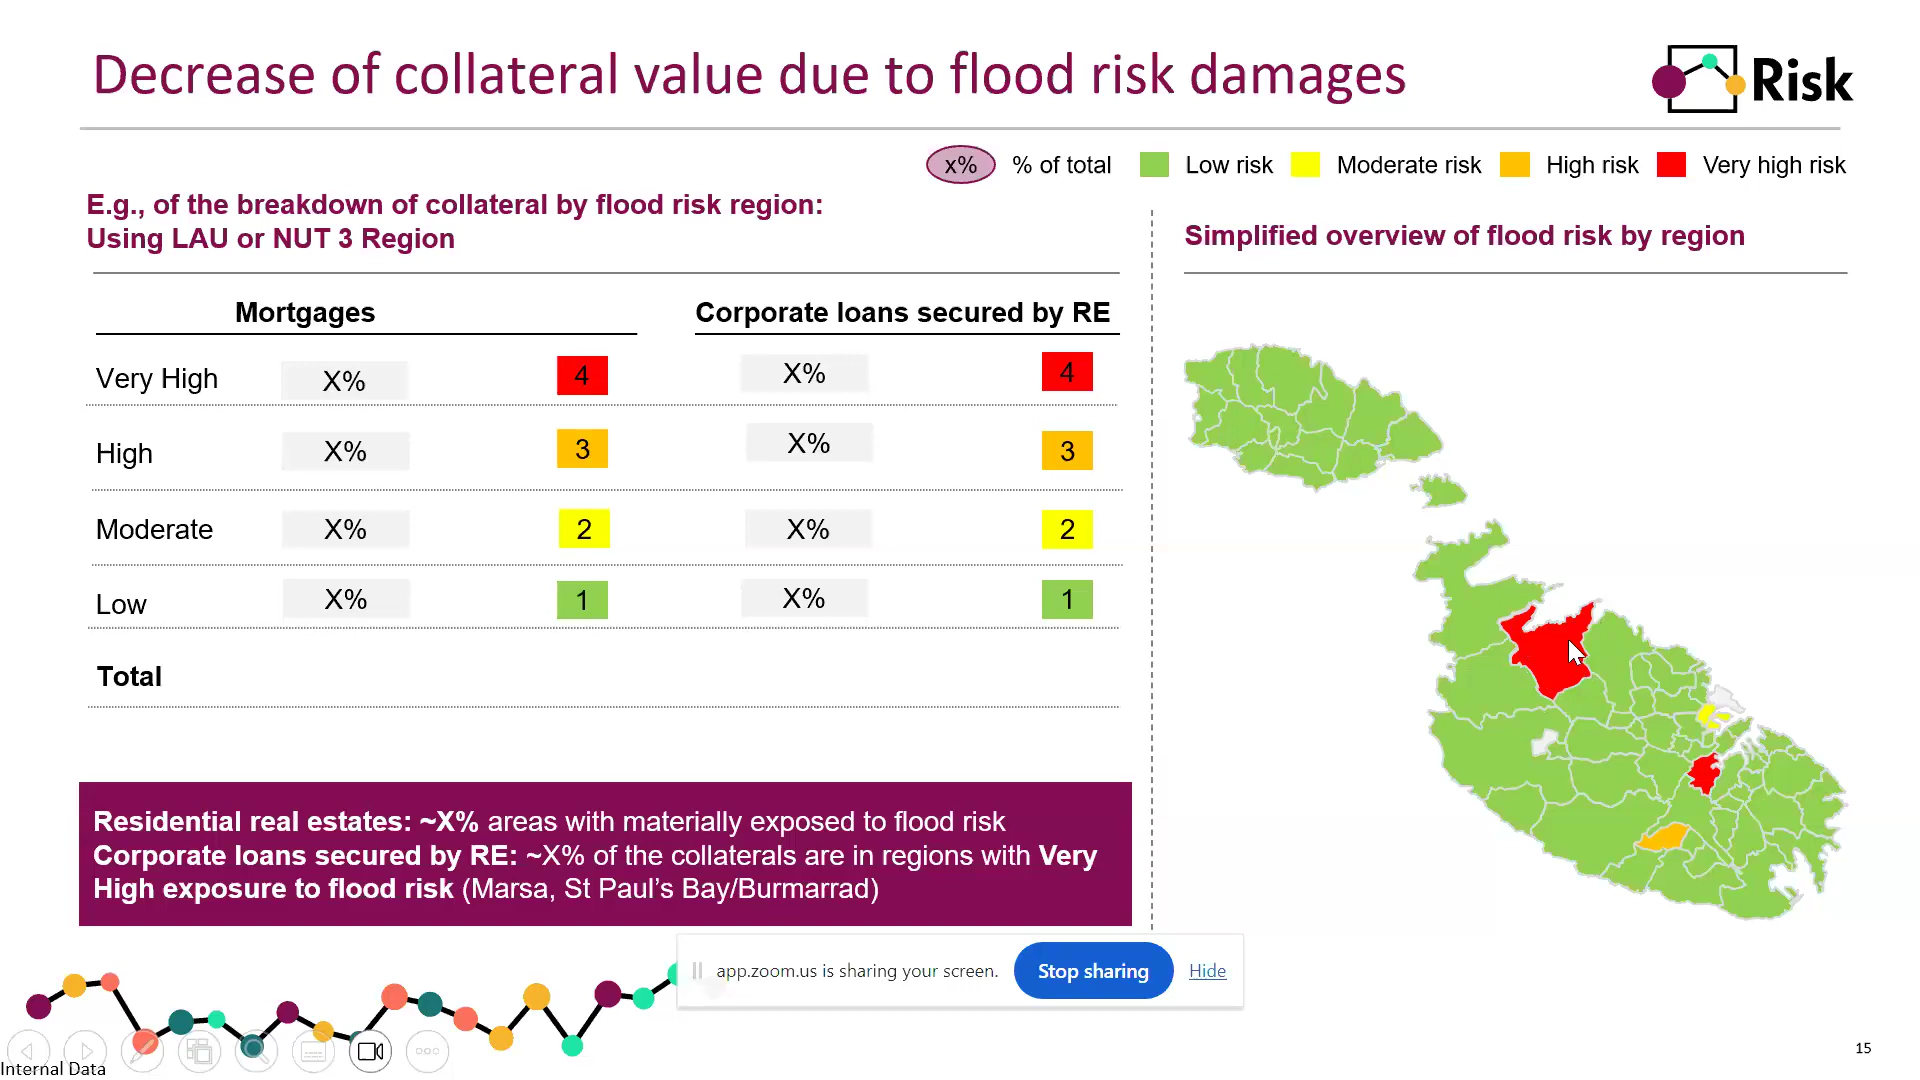 Decrease of collateral value due to flood risk damages
Risk
x% % of total Low risk Moderate risk High risk Very high risk
E.g., of the breakdown of collateral by flood risk region:
Using LAU or NUT 3 Region
Simplified overview of flood risk by region
Mortgages Corporate loans secured by RE
Very High X% 4 X% 4
High X% 3 X% 3
Moderate X% 2 X% 2
Low X% 1 X% 1
Total
Residential real estates: ~X% areas with materially exposed to flood risk
Corporate loans secured by RE: ~X% of the collaterals are in regions with Very
High exposure to flood risk (Marsa, St Paul's Bay/Burmarrad)
app.zoom.us is sharing your screen. Stop sharing Hide
15
Internal Data